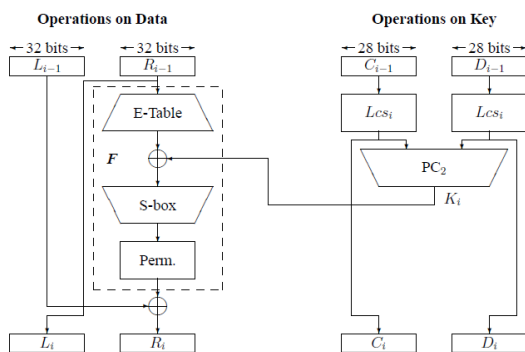 Operations on Data Operations on Key
32 bits 32 bits 28 bits 28 bits
L_{i−1} R_{i−1} C_{i−1} D_{i−1}
E-Table Lcs_i Lcs_i
F PC_2
S-box K_i
Perm.
L_i R_i C_i D_i